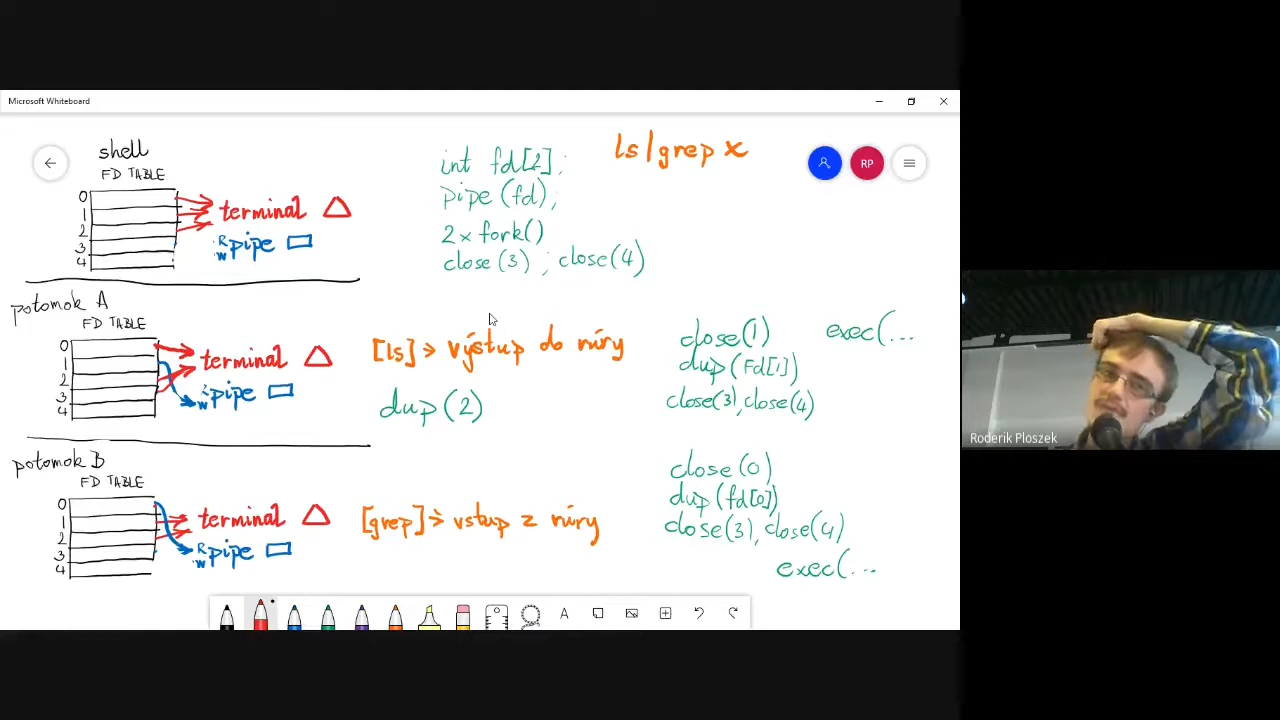 Microsoft Whiteboard
shell
FD TABLE
0
1
2
3
4
terminal
R
W pipe
int fd[2];
pipe(fd);
2x fork()
close(3); close(4)
ls|grep x
RP
potomok A
FD TABLE
0
1
2
3
4
terminal
W pipe
[ls] → výstup do rúry
dup(2)
close(1)
dup(Fd[1])
close(3), close(4)
exec(...
potomok B
FD TABLE
0
1
2
3
4
terminal
R
W pipe
[grep] → vstup z rúry
close(0)
dup(fd[0])
close(3), close(4)
exec(...
A
Roderik Ploszek